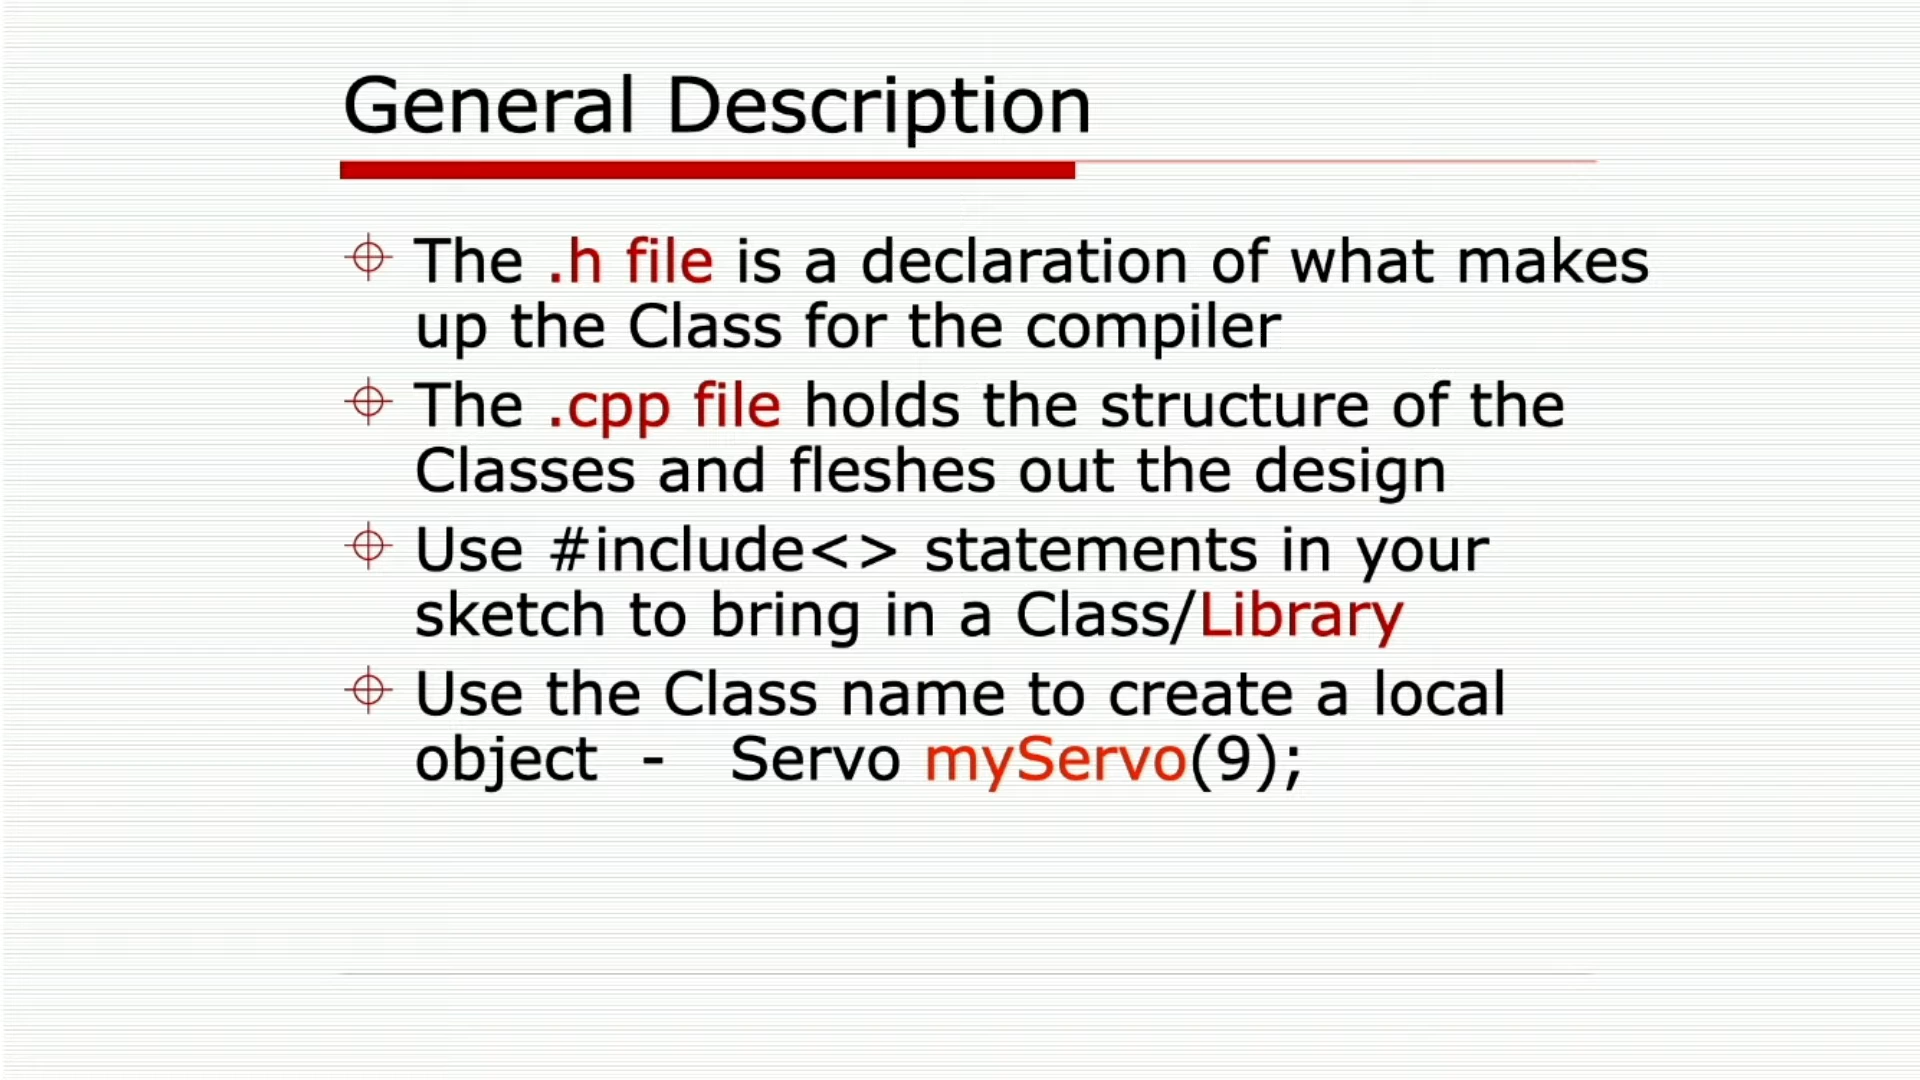 General Description
The .h file is a declaration of what makes
up the Class for the compiler
The .cpp file holds the structure of the
Classes and fleshes out the design
Use #include<> statements in your
sketch to bring in a Class/Library
Use the Class name to create a local
object - Servo myServo(9);